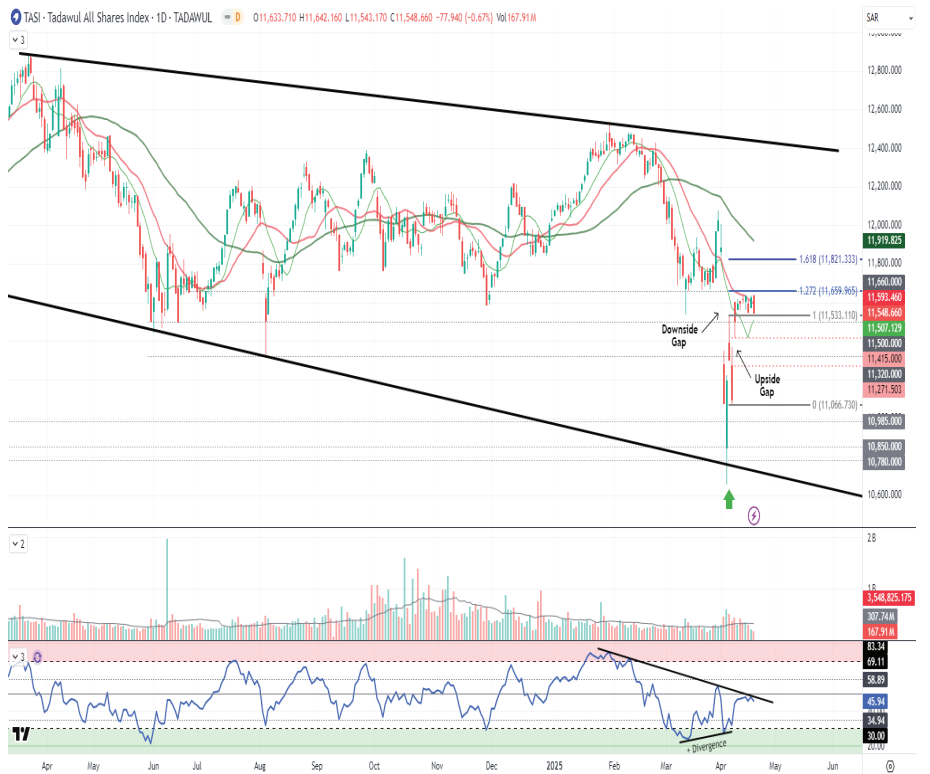 TASI · Tadawul All Shares Index · 1D · TADAWUL D O11,633.710 H11,642.160 L11,543.170 C11,548.660 −77.940 (−0.67%) Vol167.91M
SAR
3
12,800.000
12,600.000
12,400.000
12,200.000
12,000.000
11,919.825
11,800.000
1.618 (11,821.333)
11,660.000
1.272 (11,659.965)
11,593.460
11,548.660
1 (11,533.110)
11,507.129
11,500.000
11,415.000
11,320.000
11,271.503
Downside
Gap
Upside
Gap
0 (11,066.730)
10,985.000
10,850.000
10,780.000
10,600.000
2
2B
1B
3,548,825.175
307.74M
167.91M
3
83.34
69.11
58.89
45.94
34.94
30.00
20.00
+ Divergence
Apr May Jun Jul Aug Sep Oct Nov Dec 2025 Feb Mar Apr May Jun